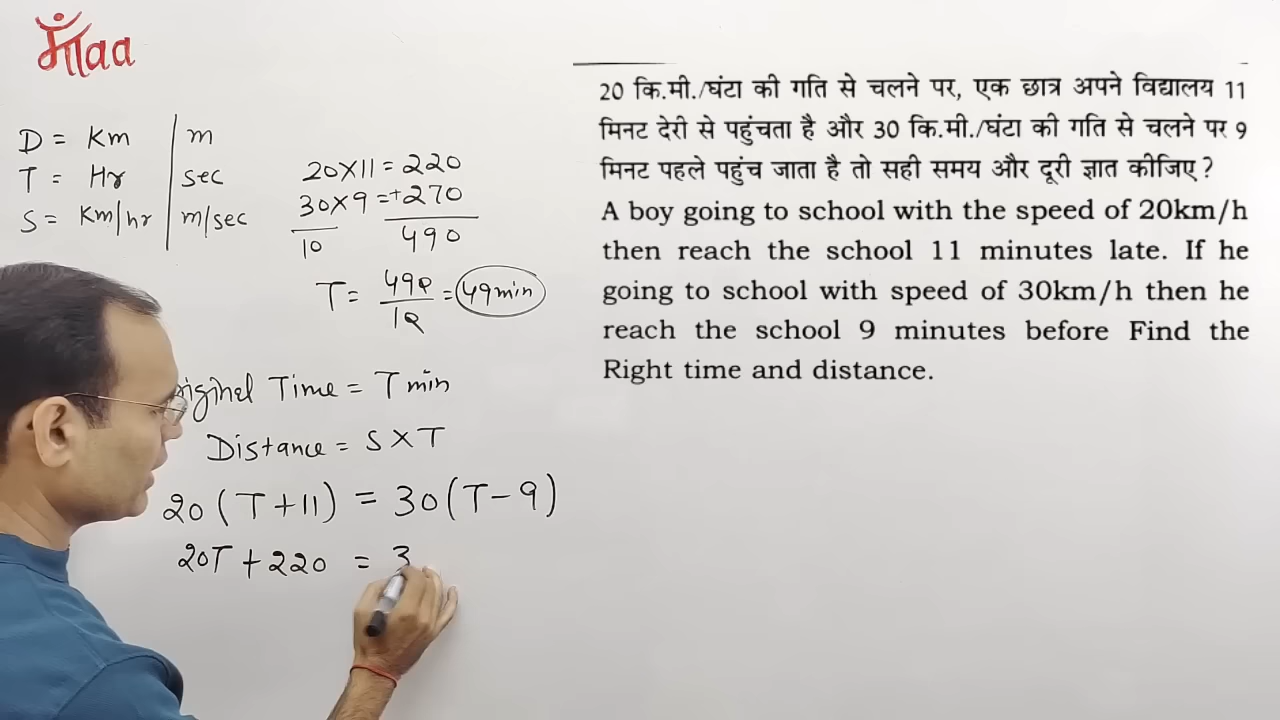 माँaa
D = Km | m
T = Hr | sec
S = Km/hr | m/sec
20×11 = 220
30×9 = +270
10 490
T = 490/10 = 49min
riginal Time = T min
Distance = S × T
20 (T+11) = 30 (T-9)
20T + 220 = 3
20 कि.मी./घंटा की गति से चलने पर, एक छात्र अपने विद्यालय 11
मिनट देरी से पहुंचता है और 30 कि.मी./घंटा की गति से चलने पर 9
मिनट पहले पहुंच जाता है तो सही समय और दूरी ज्ञात कीजिए?
A boy going to school with the speed of 20km/h
then reach the school 11 minutes late. If he
going to school with speed of 30km/h then he
reach the school 9 minutes before Find the
Right time and distance.